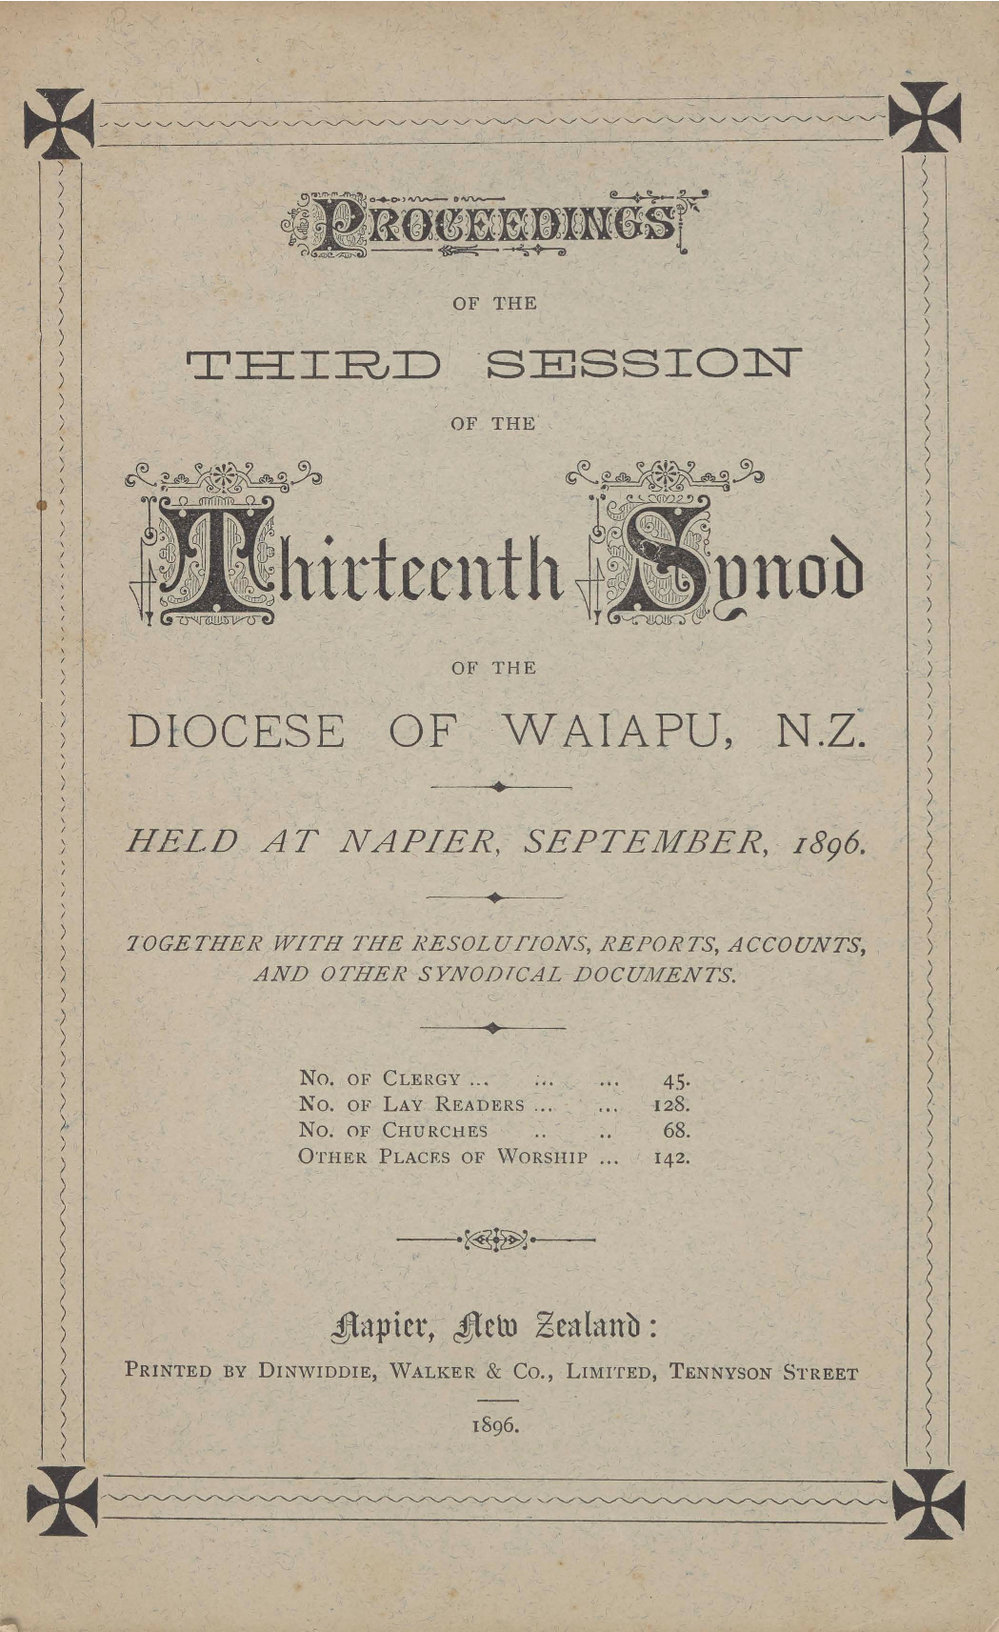 PROCEEDINGS
OF THE
THIRD SESSION
OF THE
Thirteenth Synod
OF THE
DIOCESE OF WAIAPU, N.Z.
HELD AT NAPIER, SEPTEMBER, 1896.
TOGETHER WITH THE RESOLUTIONS, REPORTS, ACCOUNTS,
AND OTHER SYNODICAL DOCUMENTS.
No. of Clergy ... ... ... 45.
No. of Lay Readers ... ... 128.
No. of Churches .. .. 68.
Other Places of Worship ... 142.
Napier, New Zealand:
Printed by Dinwiddie, Walker & Co., Limited, Tennyson Street
1896.